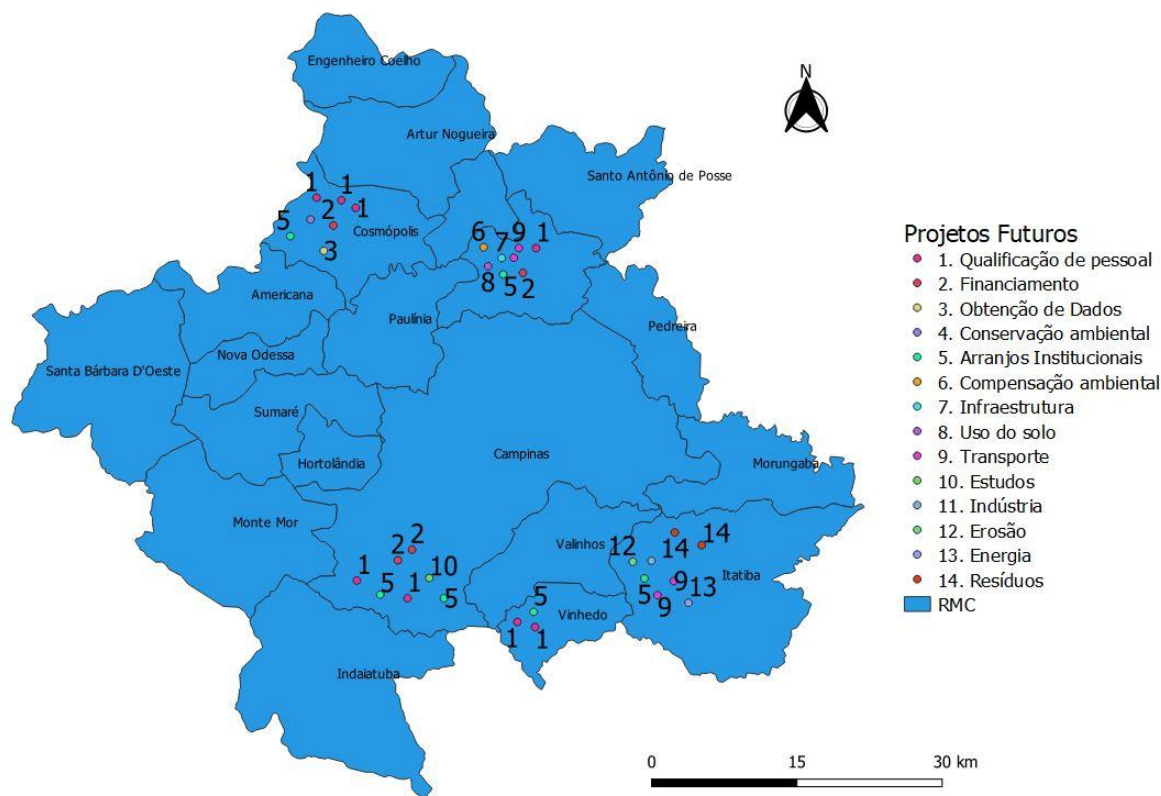 Engenheiro Coelho
N
Artur Nogueira
Santo Antônio de Posse
1
1
1
2
5
Cosmópolis
3
6
7
9
1
8
5
2
Americana
Paulínia
Pedreira
Nova Odessa
Santa Bárbara D'Oeste
Sumaré
Hortolândia
Campinas
Morungaba
Monte Mor
Valinhos
2
2
1
10
5
1
5
12
14
14
Itatiba
5
9
9
13
5
Vinhedo
1
1
Indaiatuba
Projetos Futuros
1. Qualificação de pessoal
2. Financiamento
3. Obtenção de Dados
4. Conservação ambiental
5. Arranjos Institucionais
6. Compensação ambiental
7. Infraestrutura
8. Uso do solo
9. Transporte
10. Estudos
11. Indústria
12. Erosão
13. Energia
14. Resíduos
RMC
0 15 30 km